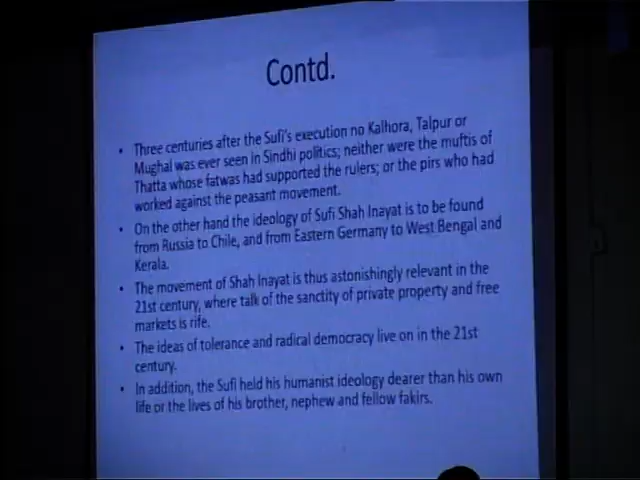 Contd.
• Three centuries after the Sufi's execution no Kalhora, Talpur or
Mughal was ever seen in Sindhi politics; neither were the muftis of
Thatta whose fatwas had supported the rulers; or the pirs who had
worked against the peasant movement.
• On the other hand the ideology of Sufi Shah Inayat is to be found
from Russia to Chile, and from Eastern Germany to West Bengal and
Kerala.
• The movement of Shah Inayat is thus astonishingly relevant in the
21st century, where talk of the sanctity of private property and free
markets is rife.
• The ideas of tolerance and radical democracy live on in the 21st
century.
• In addition, the Sufi held his humanist ideology dearer than his own
life or the lives of his brother, nephew and fellow fakirs.